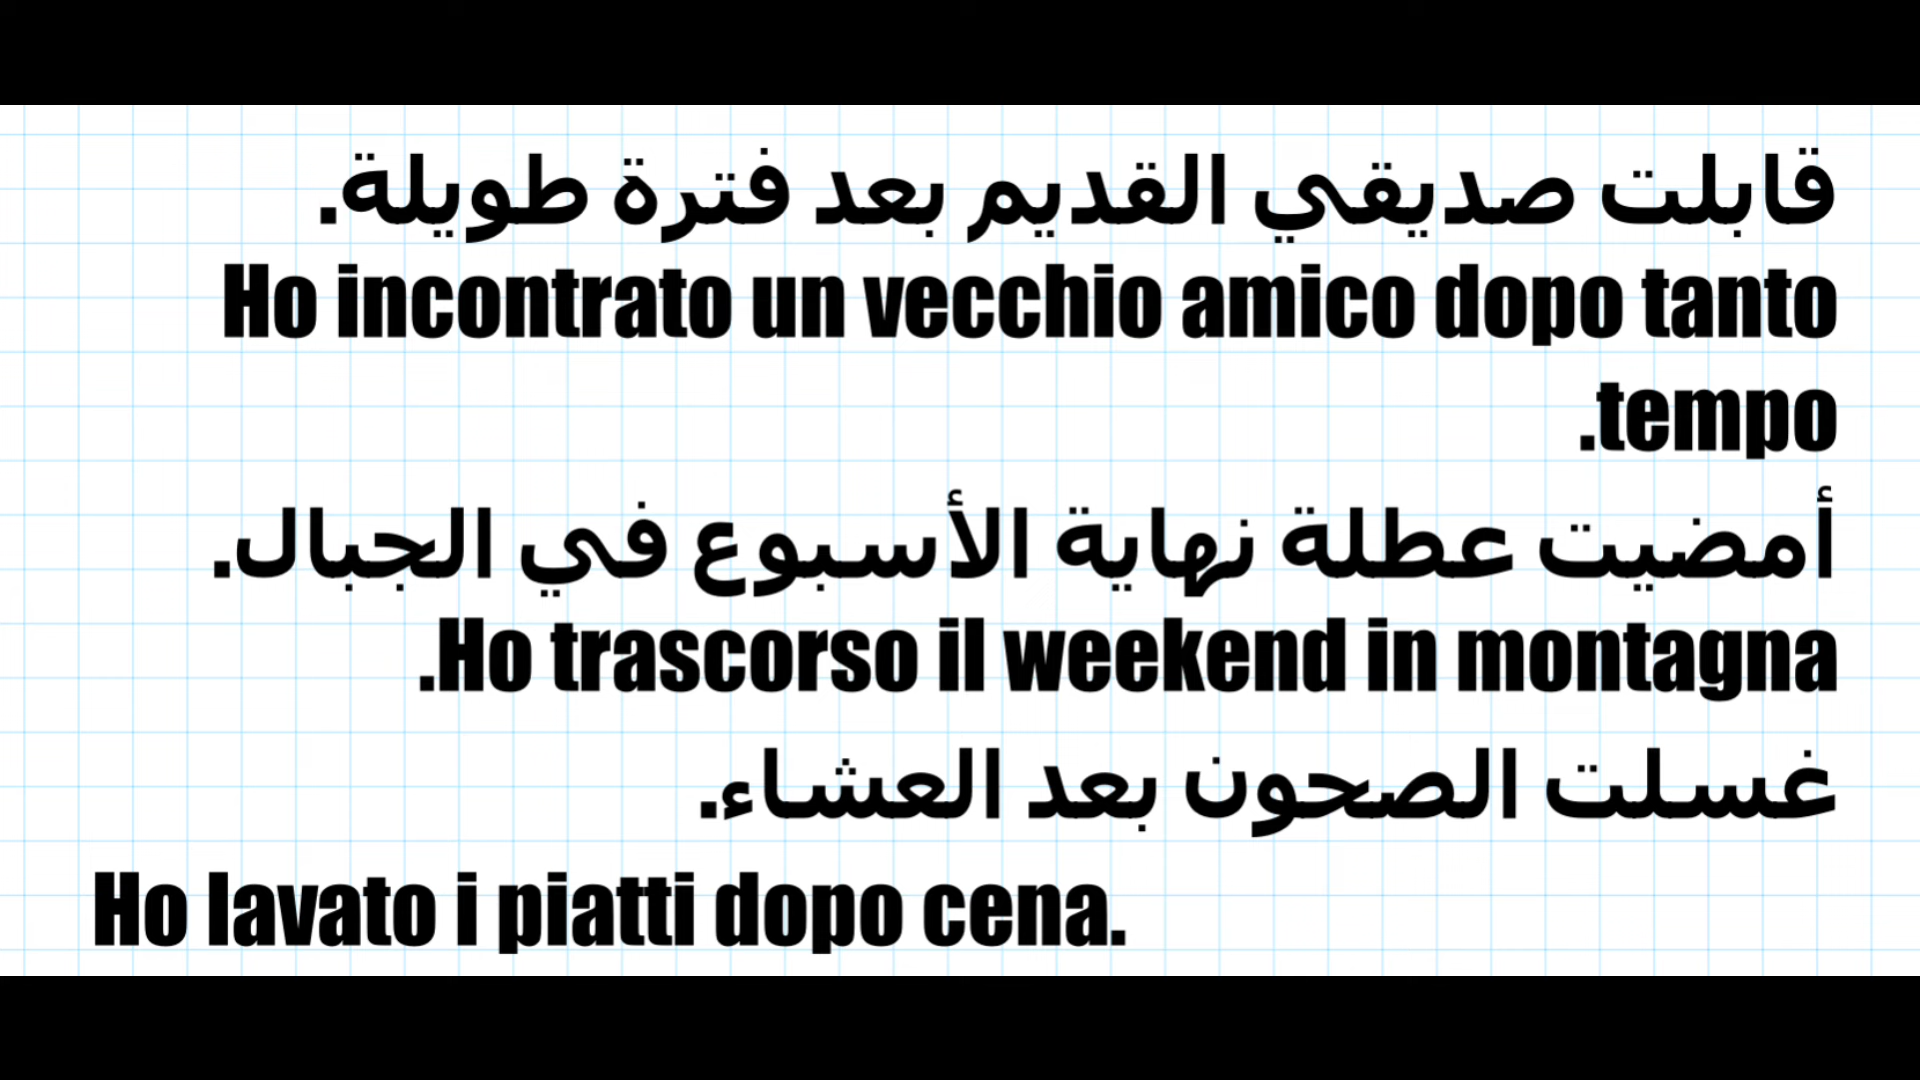 قابلت صديقي القديم بعد فترة طويلة.
Ho incontrato un vecchio amico dopo tanto
tempo.
أمضيت عطلة نهاية الأسبوع في الجبال.
Ho trascorso il weekend in montagna.
غسلت الصحون بعد العشاء.
Ho lavato i piatti dopo cena.